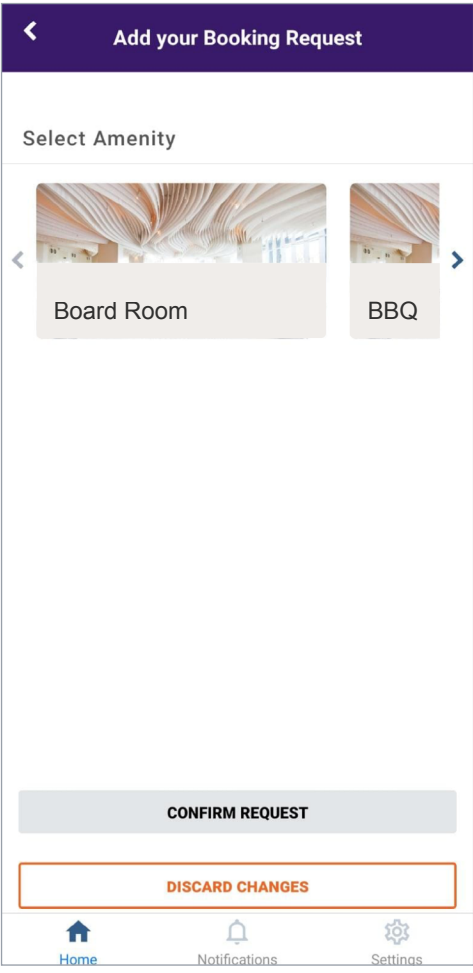 Add your Booking Request
Select Amenity
Board Room
BBQ
CONFIRM REQUEST
DISCARD CHANGES
Home
Notifications
Settings